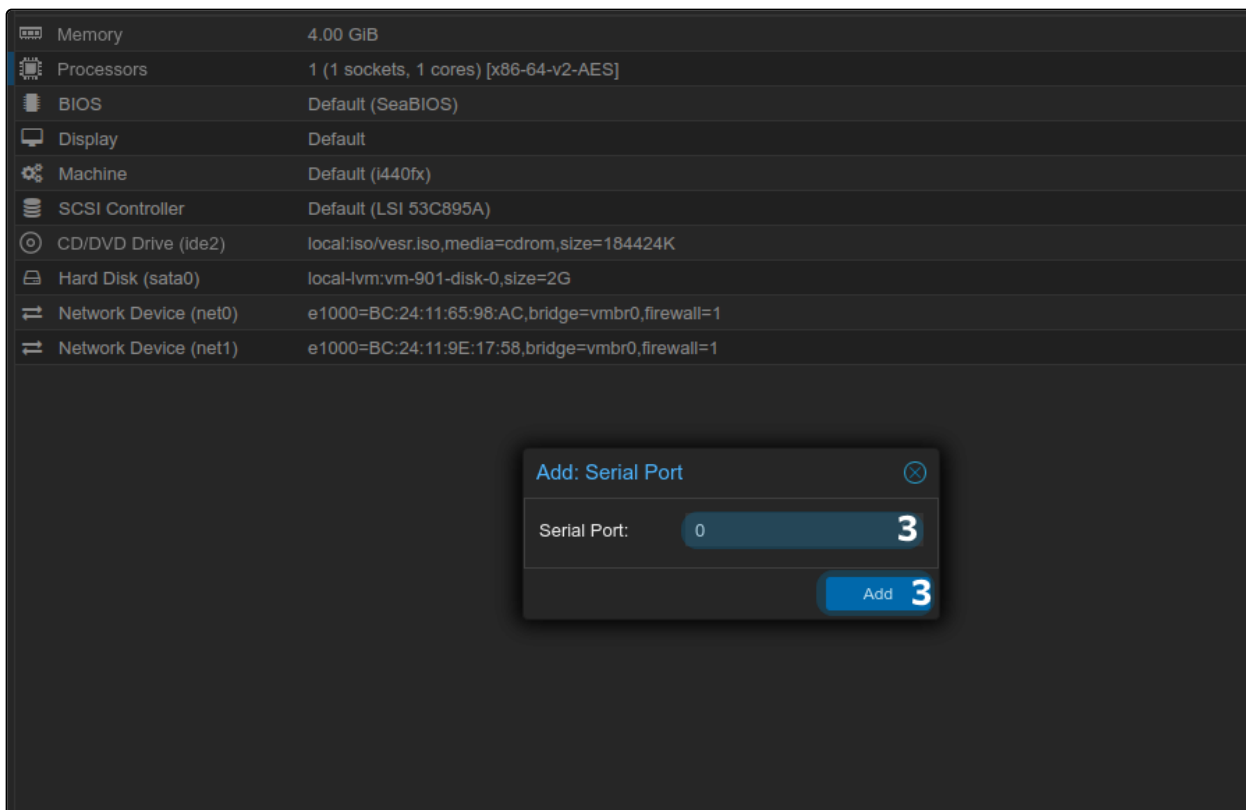 Memory 4.00 GiB
Processors 1 (1 sockets, 1 cores) [x86-64-v2-AES]
BIOS Default (SeaBIOS)
Display Default
Machine Default (i440fx)
SCSI Controller Default (LSI 53C895A)
CD/DVD Drive (ide2) local:iso/vesr.iso,media=cdrom,size=184424K
Hard Disk (sata0) local-lvm:vm-901-disk-0,size=2G
Network Device (net0) e1000=BC:24:11:65:98:AC,bridge=vmbr0,firewall=1
Network Device (net1) e1000=BC:24:11:9E:17:58,bridge=vmbr0,firewall=1
Add: Serial Port
Serial Port: 0 3
Add 3